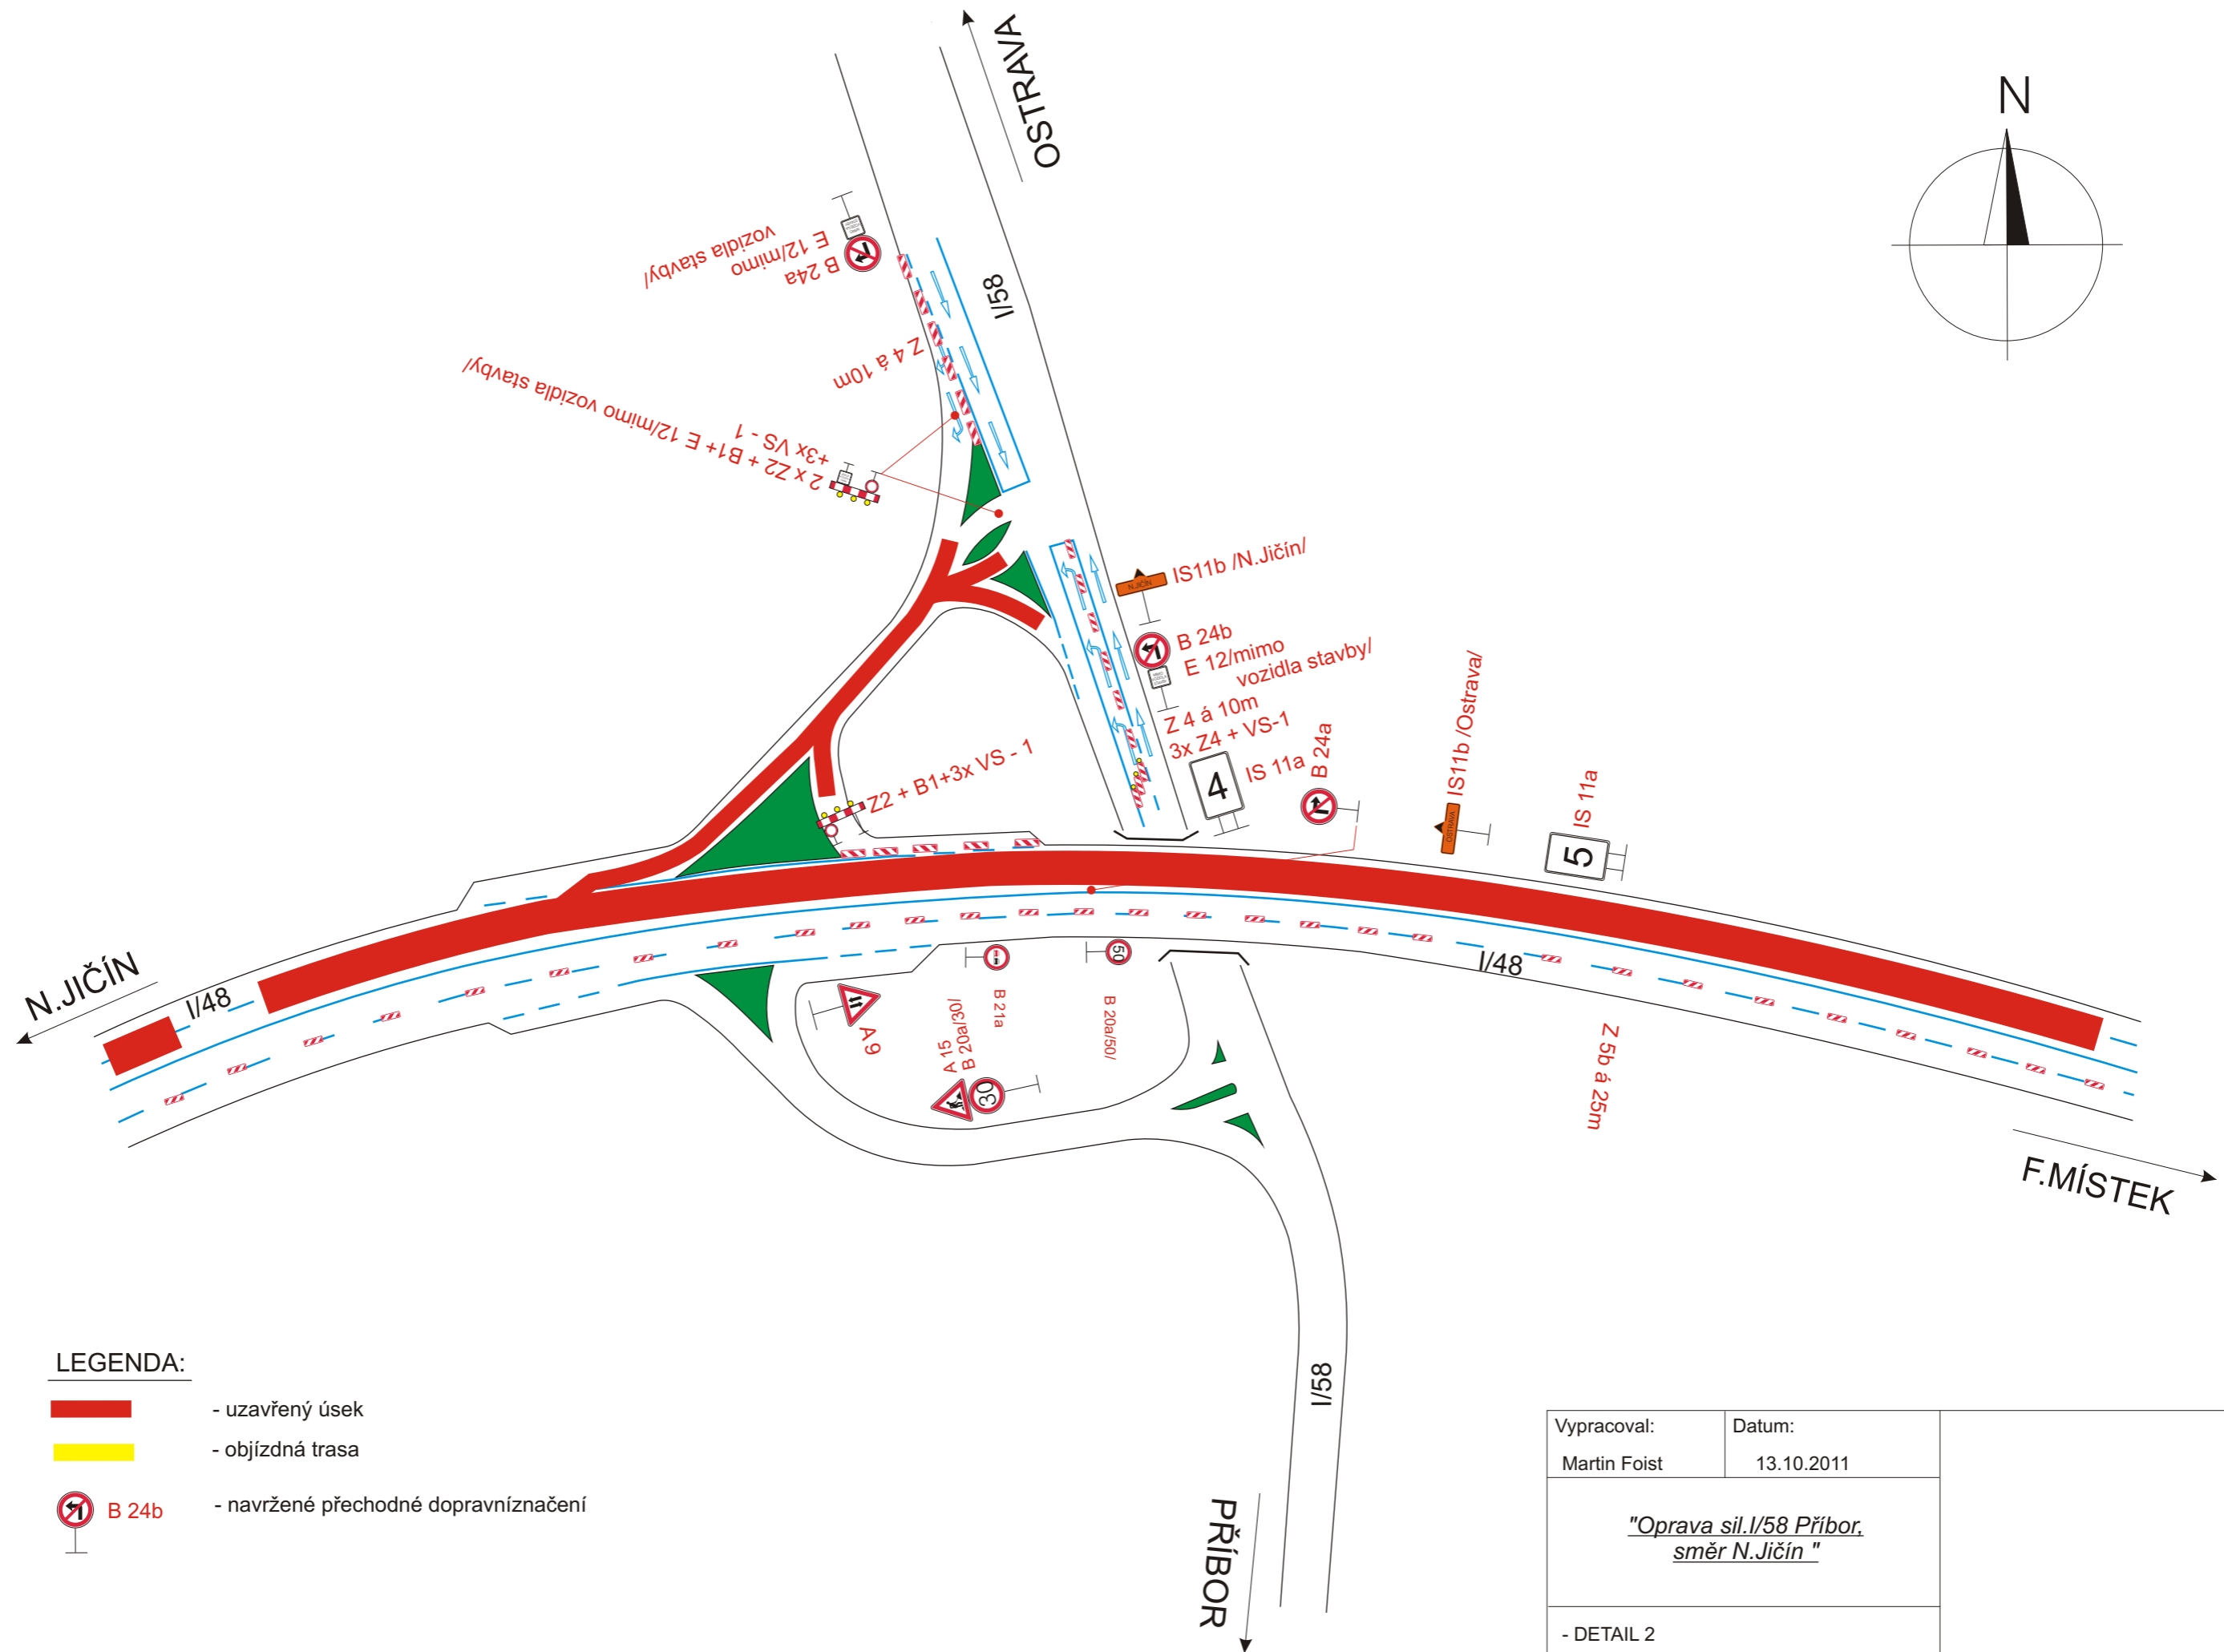 OSTRAVA
N
B 24a
E 12/mimo
vozidla stavby/
I/58
Z 4 á 10m
2 x Z2 + B1+ E 12/mimo vozidla stavby/
+3x VS - 1
N.JIČÍN
IS11b /N.Jičín/
B 24b
E 12/mimo
vozidla stavby/
Z 4 á 10m
3x Z4 + VS-1
4
IS 11a
B 24a
OSTRAVA
IS11b /Ostrava/
5
IS 11a
Z2 + B1+3x VS - 1
N.JIČÍN
I/48
I/48
A 9
A 15
B 20a/30/
30
B 21a
50
B 20a/50/
Z 5b á 25m
F.MÍSTEK
I/58
PŘÍBOR
LEGENDA:
- uzavřený úsek
- objízdná trasa
B 24b - navržené přechodné dopravníznačení
Vypracoval: Datum:
Martin Foist 13.10.2011
"Oprava sil.I/58 Příbor,
směr N.Jičín "
- DETAIL 2